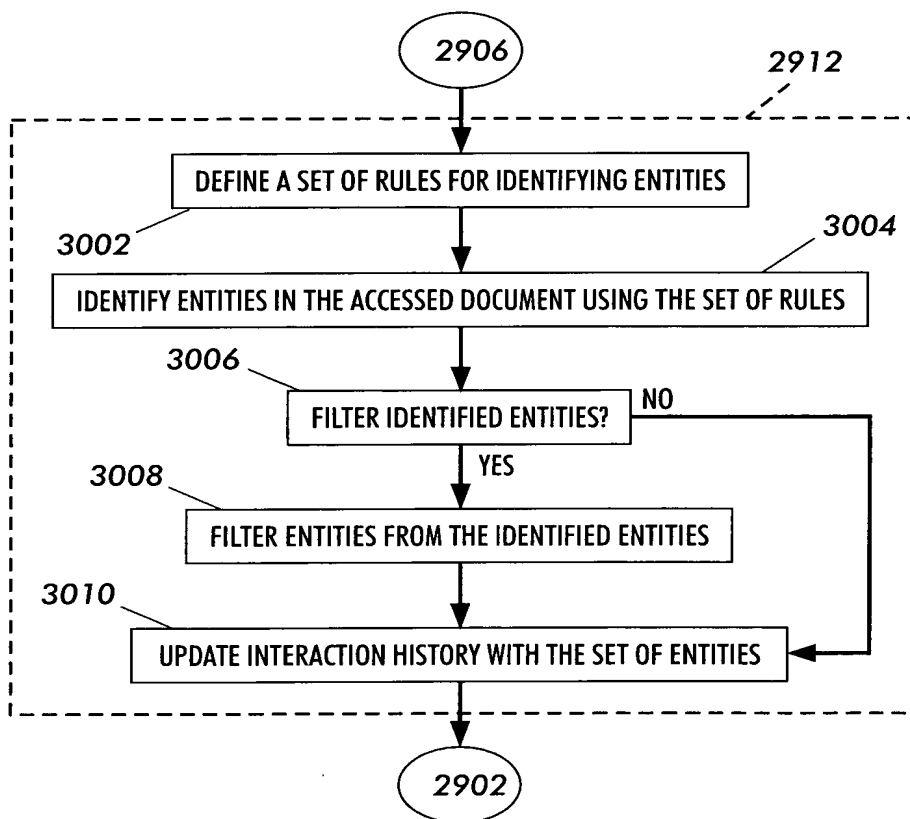 2906
2912
DEFINE A SET OF RULES FOR IDENTIFYING ENTITIES
3002
3004
IDENTIFY ENTITIES IN THE ACCESSED DOCUMENT USING THE SET OF RULES
3006
FILTER IDENTIFIED ENTITIES?
NO
YES
3008
FILTER ENTITIES FROM THE IDENTIFIED ENTITIES
3010
UPDATE INTERACTION HISTORY WITH THE SET OF ENTITIES
2902